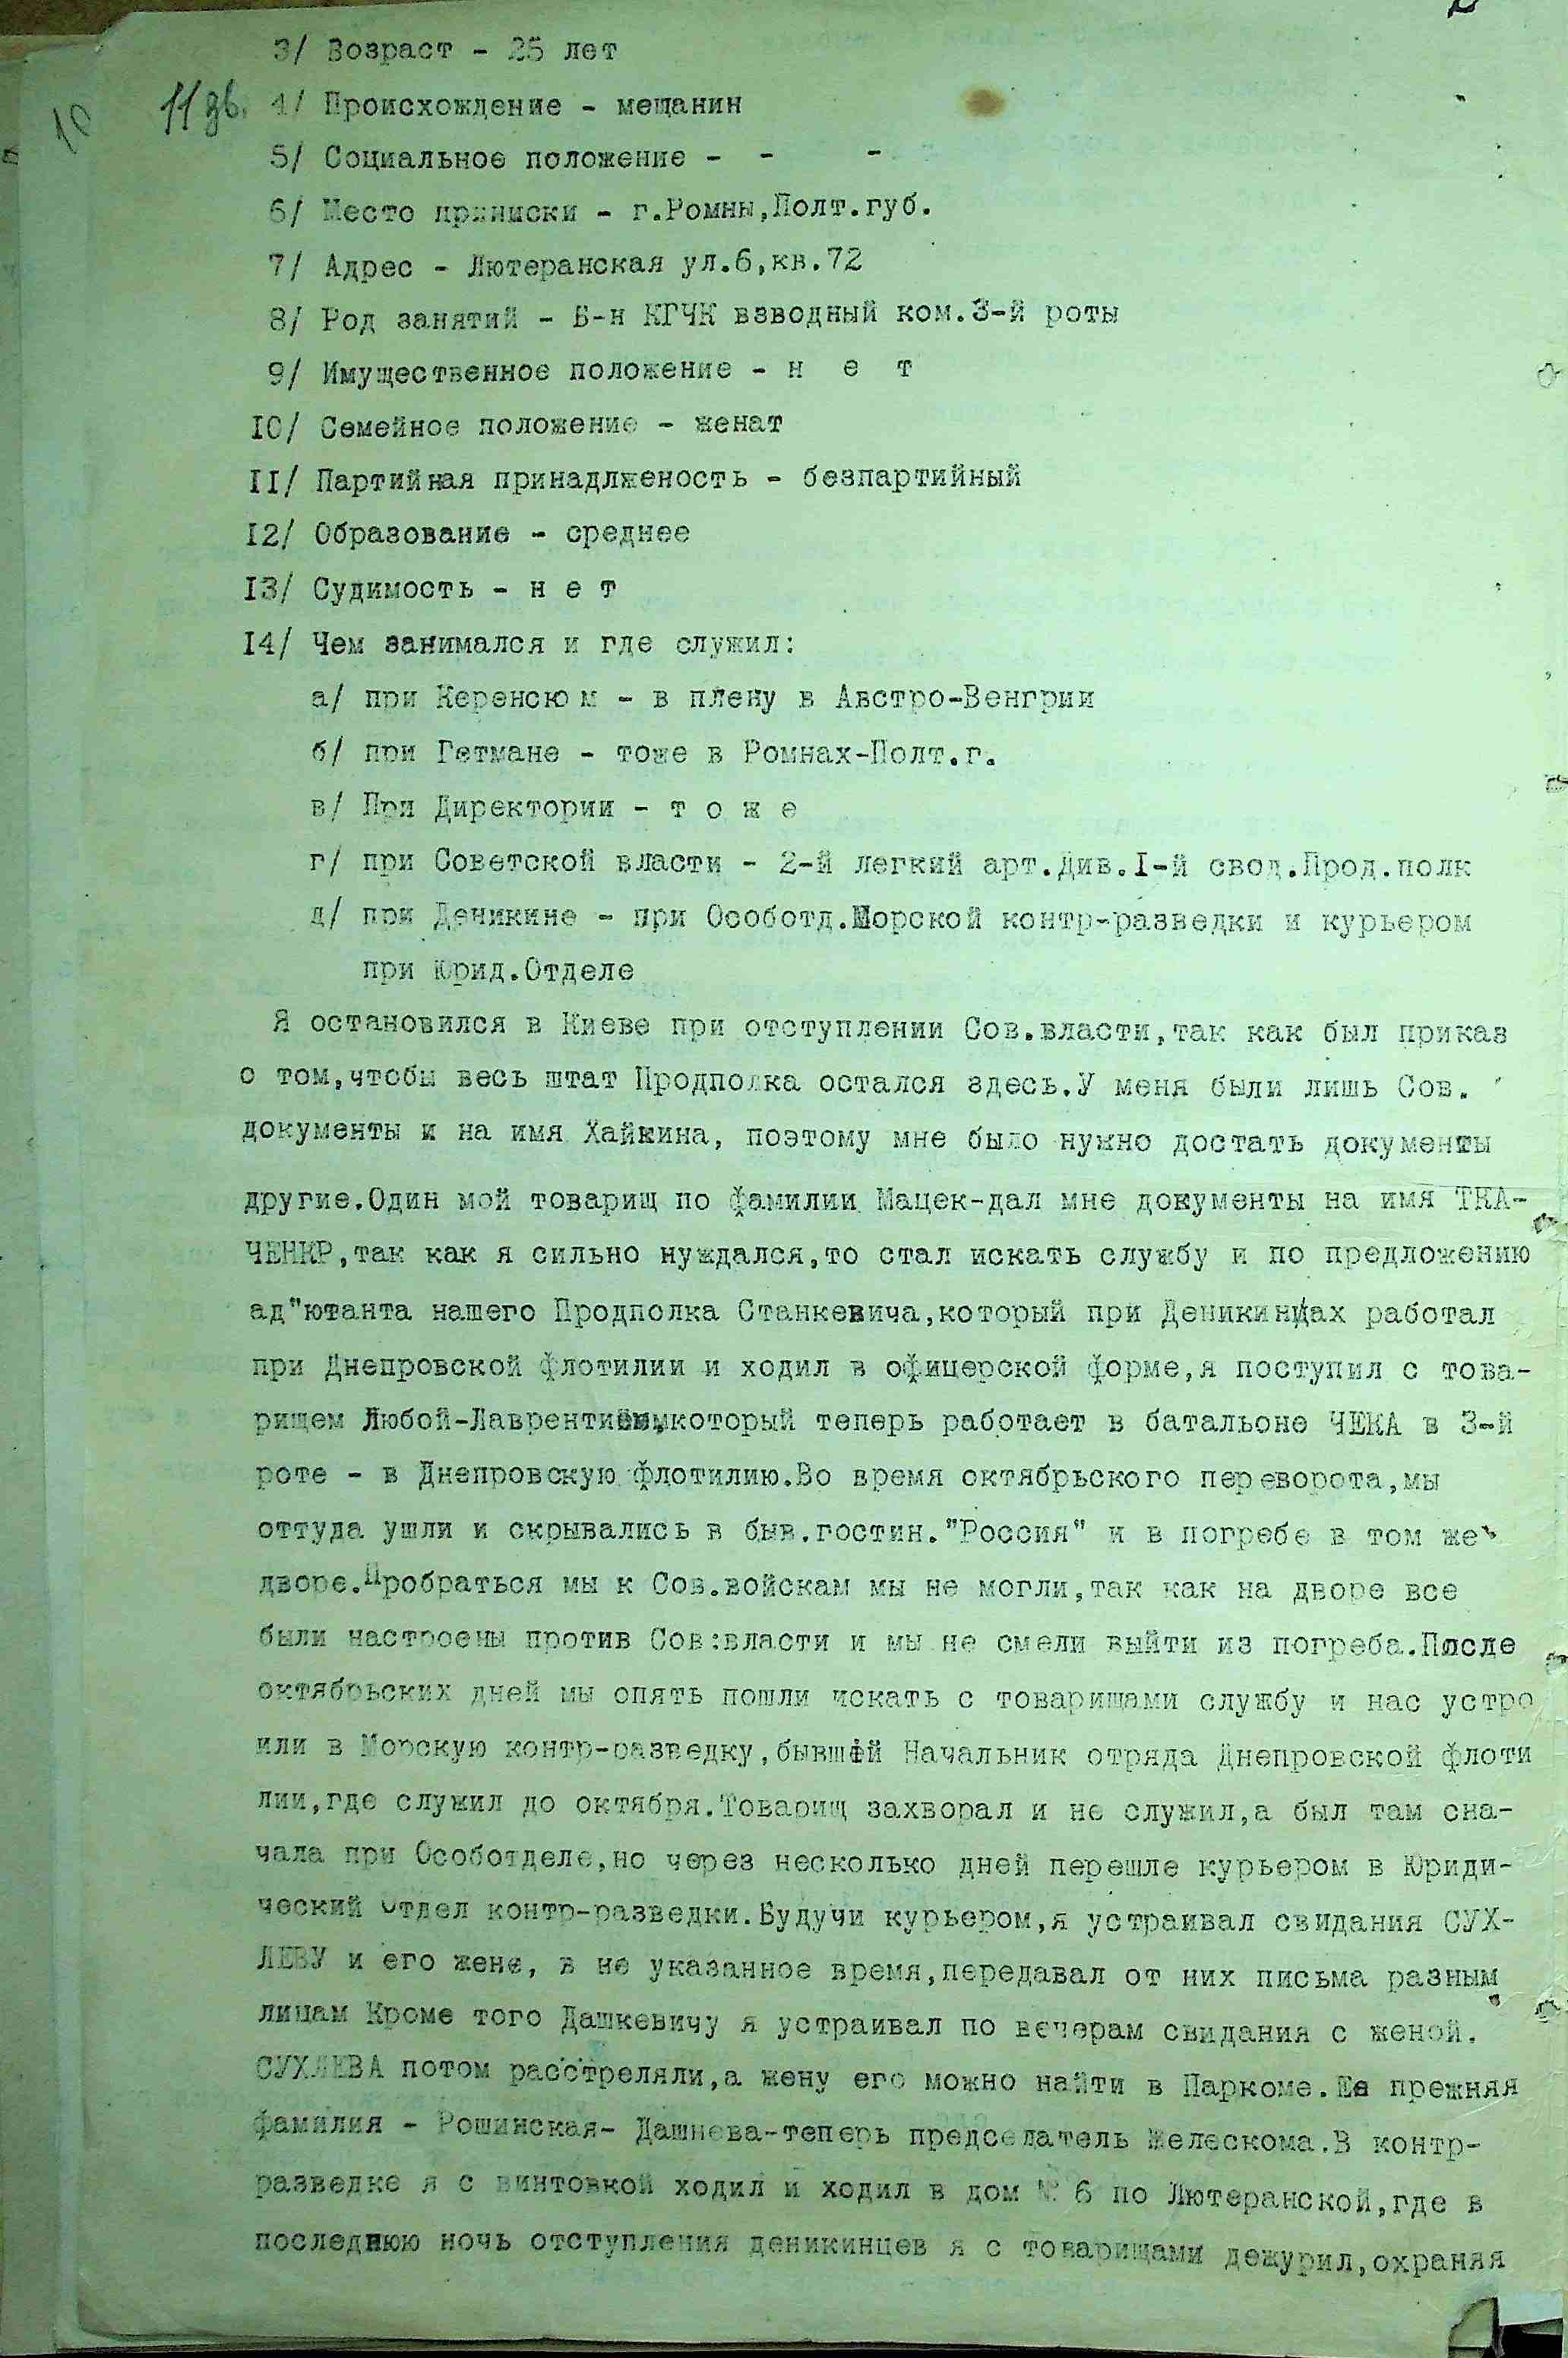 3/ Возраст - 25 лет
10 11 зв. 4/ Происхождение - мещанин
5/ Социальное положение - - -
6/ Место приписки - г.Ромны,Полт.губ.
7/ Адрес - Лютеранская ул.6,кв.72
8/ Род занятий - Б-н КГЧК взводный ком.3-й роты
9/ Имущественное положение - н е т
10/ Семейное положение - женат
II/ Партийная принадлженость - безпартийный
12/ Образование - среднее
13/ Судимость - н е т
14/ Чем занимался и где служил:
а/ при Керенсюм - в плену в Австро-Венгрии
б/ при Гетмане - тоже в Ромнах-Полт.г.
в/ При Директории - т о ж е
г/ при Советской власти - 2-й легкий арт.Див.I-й свод.Прод.полк
д/ при Деникине - при Особотд.Морской контр-разведки и курьером
при Юрид.Отделе
Я остановился в Киеве при отступлении Сов.власти,так как был приказ
о том,чтобы весь штат Продполка остался здесь.У меня были лишь Сов.
документы и на имя Хайкина, поэтому мне было нужно достать документы
другие.Один мой товарищ по фамилии Мацек-дал мне документы на имя ТКА-
ЧЕНКР,так как я сильно нуждался,то стал искать службу и по предложению
ад"ютанта нашего Продполка Станкевича,который при Деникинцах работал
при Днепровской флотилии и ходил в офицерской форме,я поступил с това-
рищем Любой-Лаврентием,который теперь работает в батальоне ЧЕКА в 3-й
роте - в Днепровскую флотилию.Во время октябрьского переворота,мы
оттуда ушли и скрывались в быв.гостин."Россия" и в погребе в том же
дворе.Пробраться мы к Сов.войскам мы не могли,так как на дворе все
были настроены против Сов:власти и мы не смели выйти из погреба.После
октябрьских дней мы опять пошли искать с товарищами службу и нас устро
или в Морскую контр-разведку,бывшей Начальник отряда Днепровской флоти
лии,где служил до октября.Товарищ захворал и не служил,а был там сна-
чала при Особотделе,но через несколько дней перешле курьером в Юриди-
ческий Отдел контр-разведки.Будучи курьером,я устраивал свидания СУХ-
ЛЕВУ и его жене, в не указанное время,передавал от них письма разным
лицам Кроме того Дашкевичу я устраивал по вечерам свидания с женой.
СУХЛЕВА потом расстреляли,а жену его можно найти в Паркоме.Ее прежняя
фамилия - Рошинская- Дашнева-теперь председатель Желескома.В контр-
разведке я с винтовкой ходил и ходил в дом № 6 по Лютеранской,где в
последнюю ночь отступления деникинцев я с товарищами дежурил,охраняя